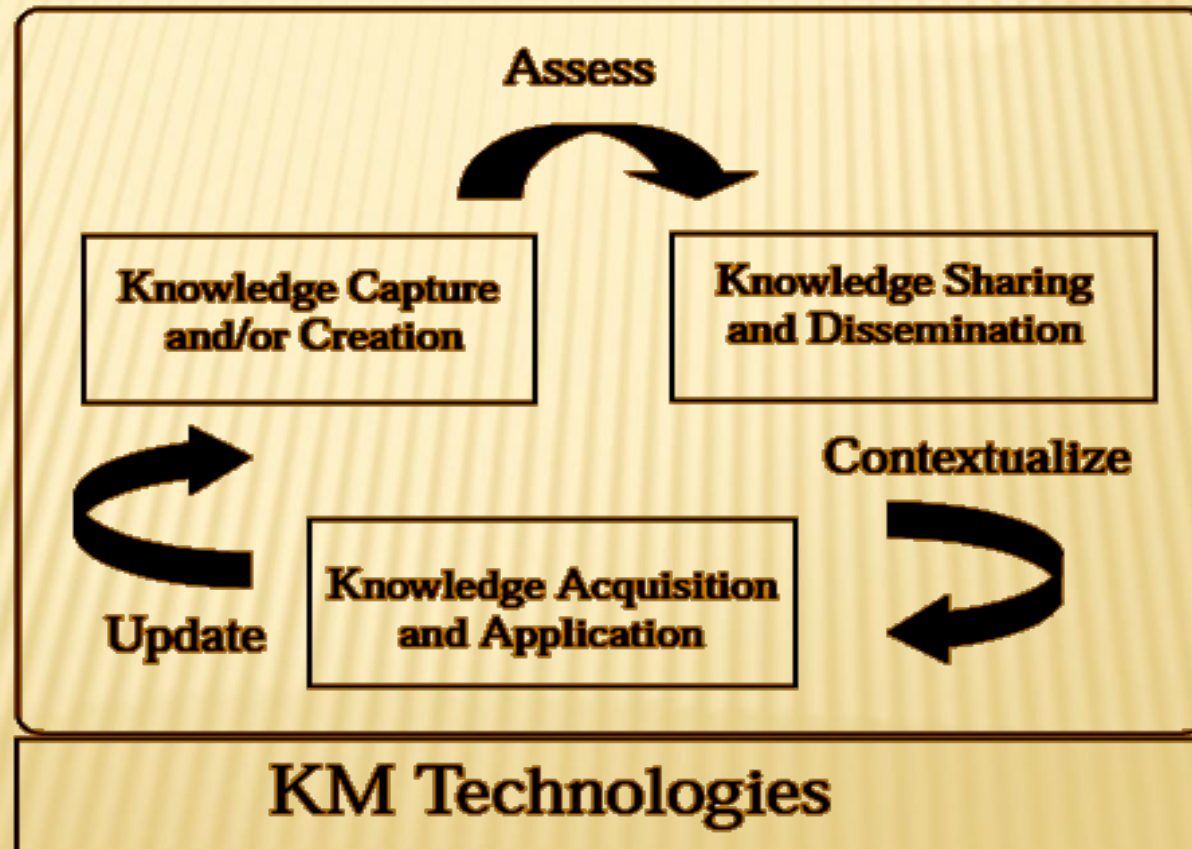 Assess
Knowledge Capture
and/or Creation
Knowledge Sharing
and Dissemination
Contextualize
Knowledge Acquisition
and Application
Update
KM Technologies